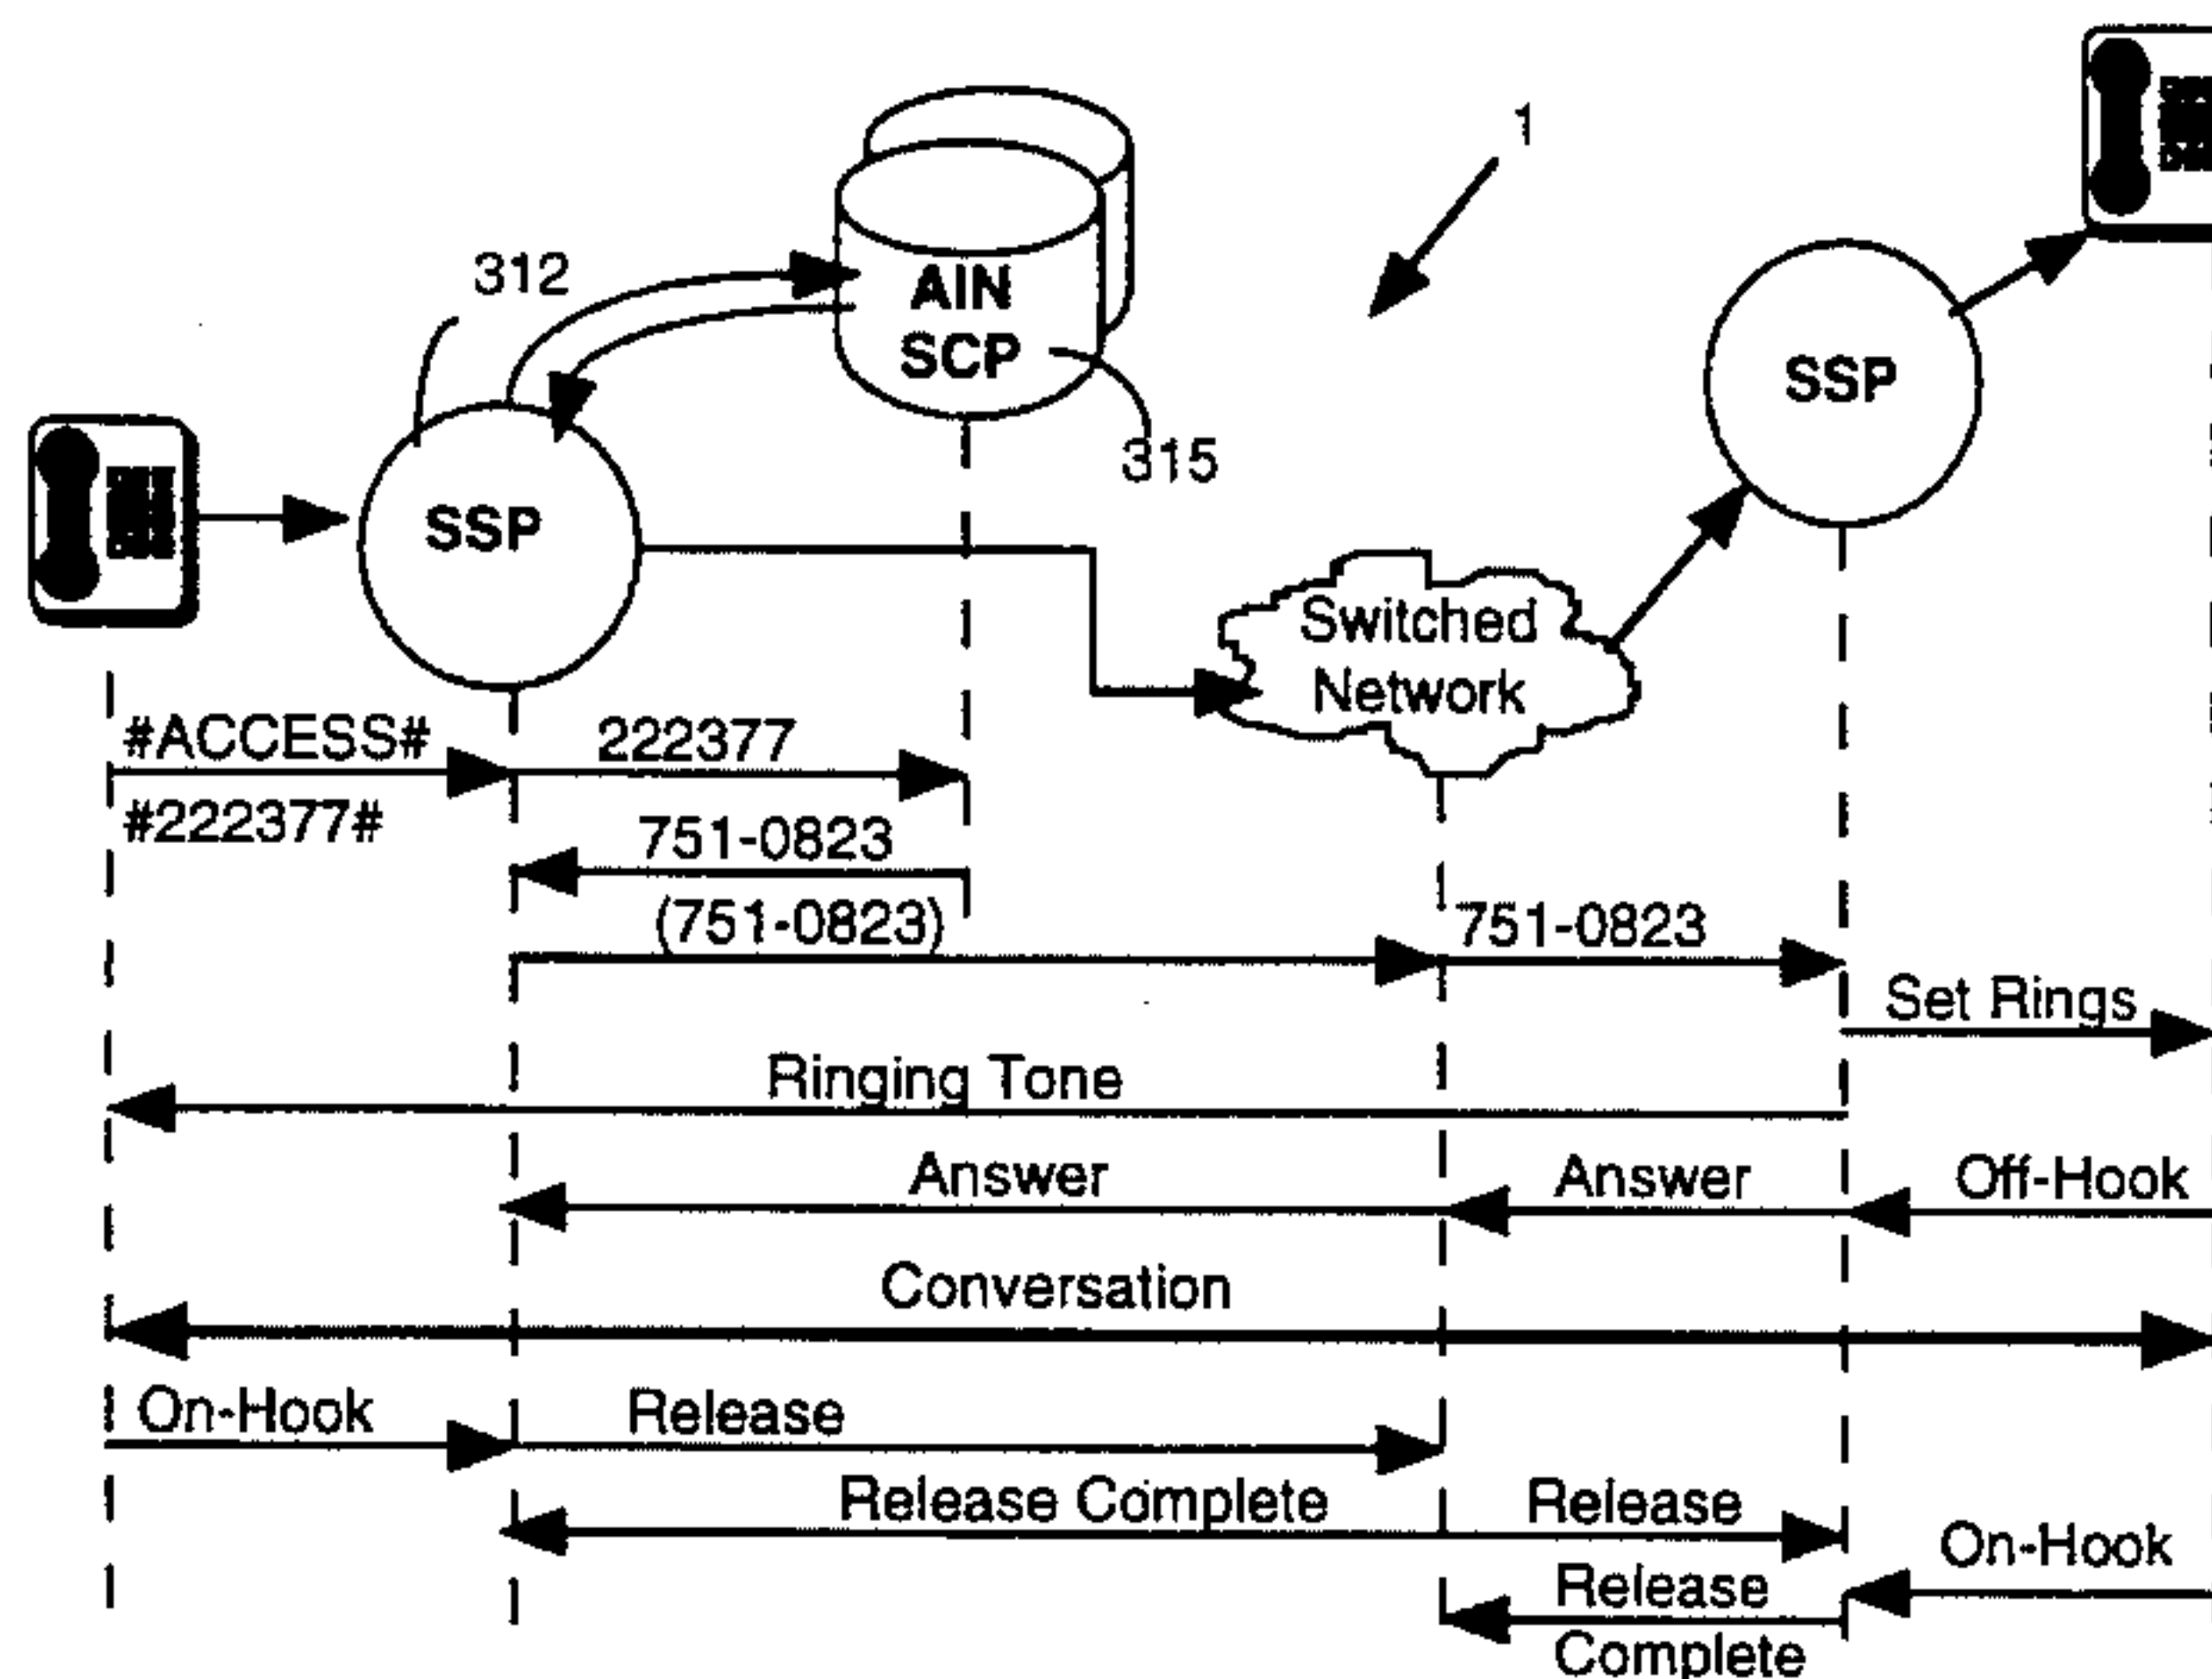 1
312
AIN
SCP
SSP
315
SSP
Switched
Network
#ACCESS#
222377
#222377#
751-0823
(751-0823)
751-0823
Set Rings
Ringing Tone
Answer
Answer
Off-Hook
Conversation
On-Hook
Release
Release Complete
Release
On-Hook
Release
Complete